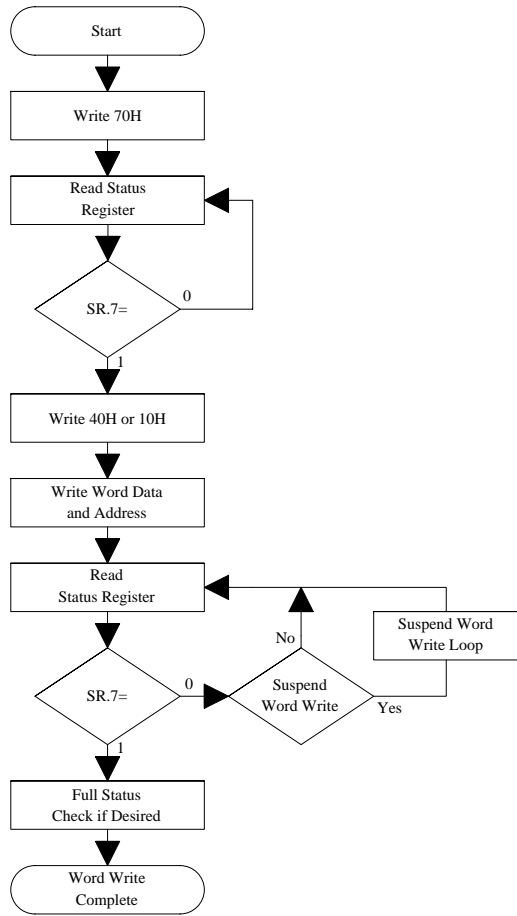 Start
Write 70H
Read Status
Register
SR.7=
0
1
Write 40H or 10H
Write Word Data
and Address
Read
Status Register
SR.7=
0
1
Suspend
Word Write
No
Yes
Suspend Word
Write Loop
Full Status
Check if Desired
Word Write
Complete